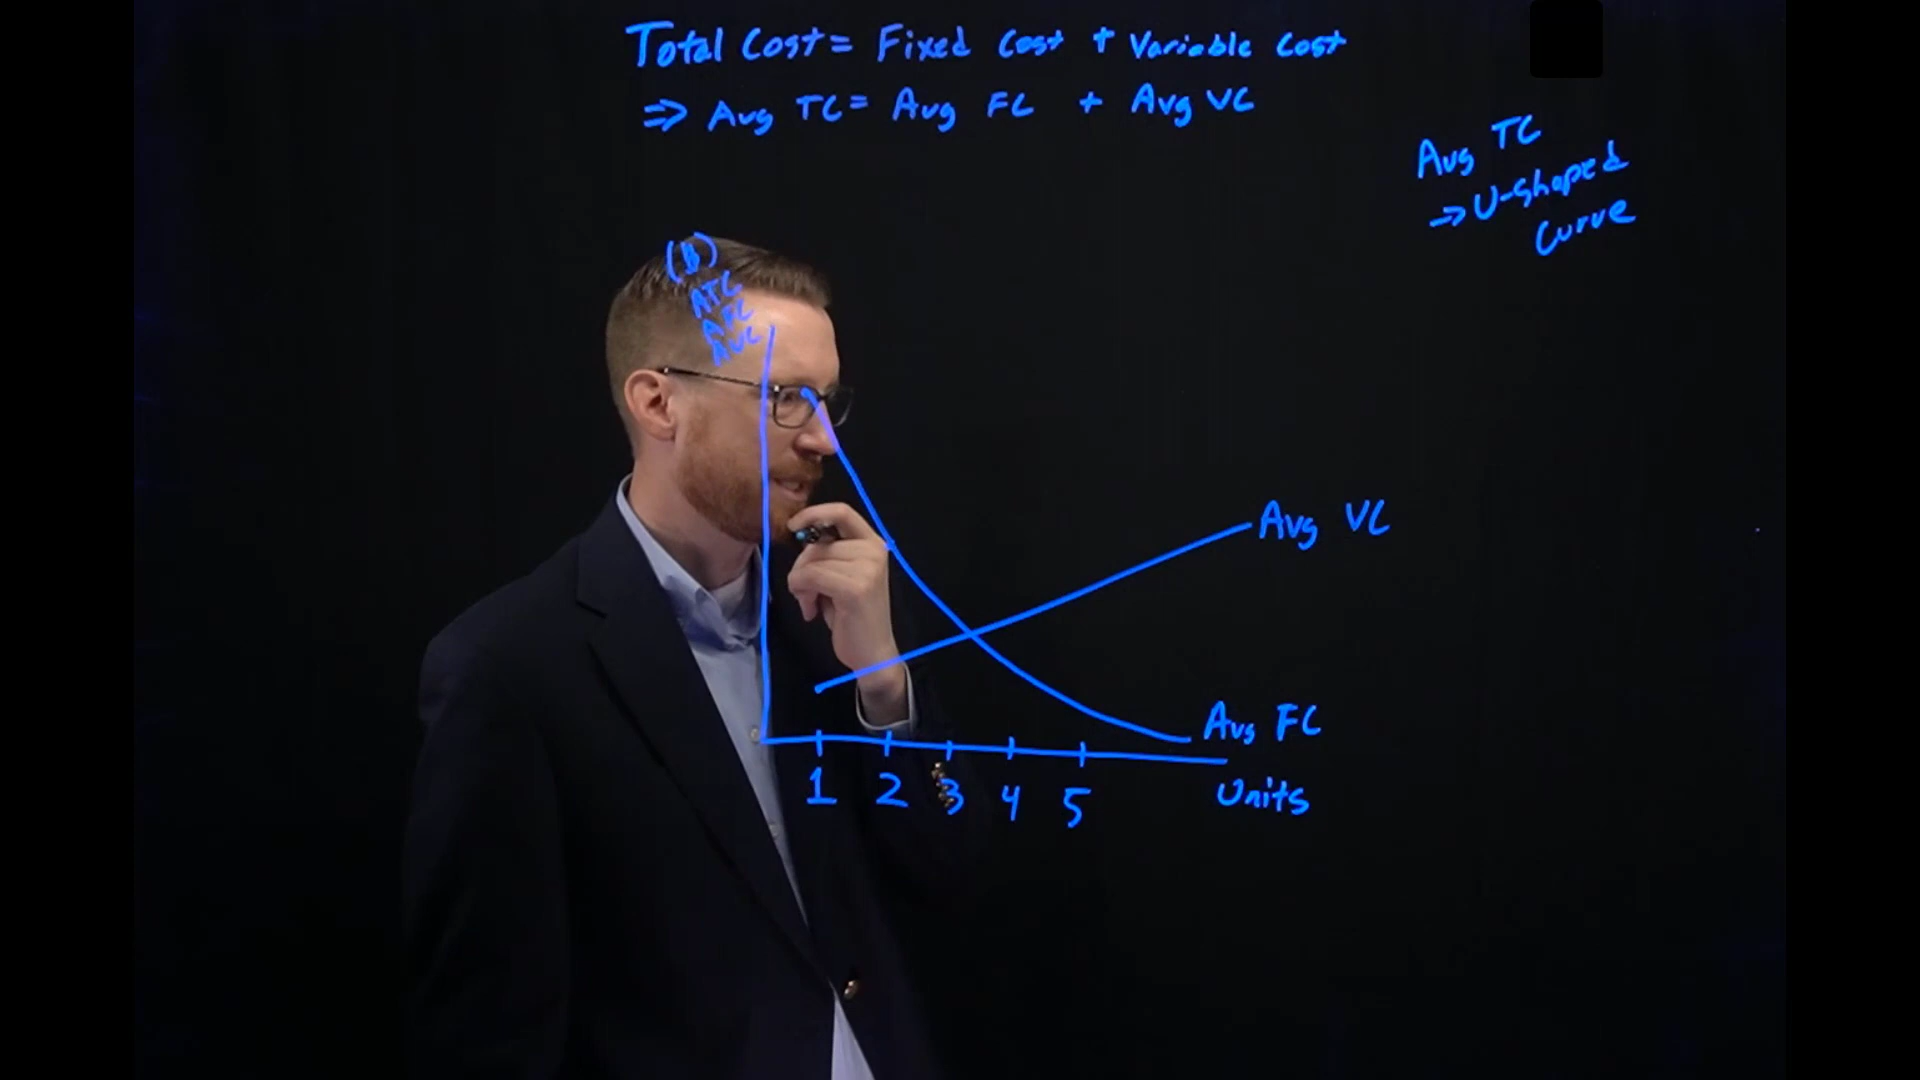 Total Cost = Fixed Cost + Variable Cost
⇒ Avg TC = Avg FC + Avg VC
Avg TC
⇒ U-shaped
Curve
ATC
AFC
AVC
Avg VC
Avg FC
1 2 3 4 5
Units